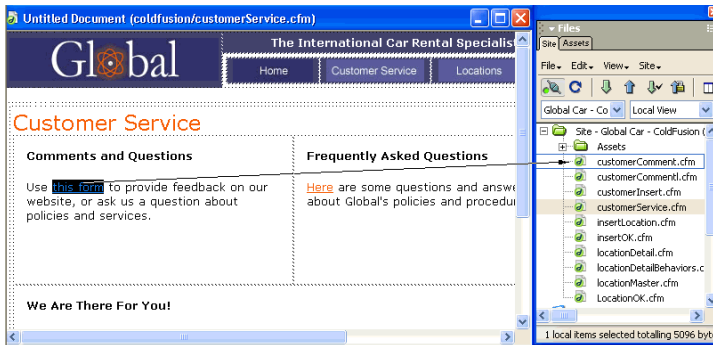 Untitled Document (coldfusion/customerService.cfm)
Global
The International Car Rental Specialist
Home
Customer Service
Locations
Customer Service
Comments and Questions
Use this form to provide feedback on our
website, or ask us a question about
policies and services.
Frequently Asked Questions
Here are some questions and answe
about Global's policies and procedur
We Are There For You!
Files
Site
Assets
File
Edit
View
Site
Global Car - Co
Local View
Site - Global Car - ColdFusion (
Assets
customerComment.cfm
customerCommentl.cfm
customerInsert.cfm
customerService.cfm
insertLocation.cfm
insertOK.cfm
locationDetail.cfm
locationDetailBehaviors.c
locationMaster.cfm
LocationOK.cfm
1 local items selected totalling 5096 byt